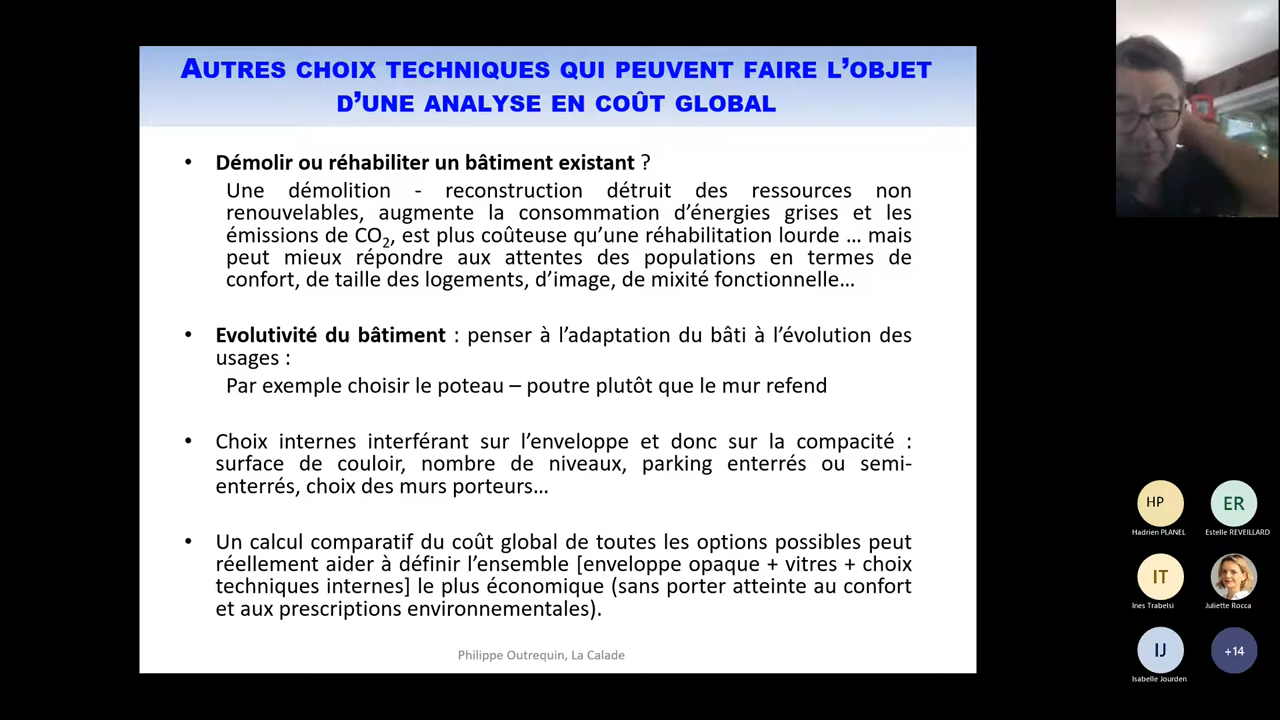 AUTRES CHOIX TECHNIQUES QUI PEUVENT FAIRE L'OBJET
D'UNE ANALYSE EN COÛT GLOBAL
• Démolir ou réhabiliter un bâtiment existant ?
Une démolition - reconstruction détruit des ressources non
renouvelables, augmente la consommation d'énergies grises et les
émissions de CO2, est plus coûteuse qu'une réhabilitation lourde … mais
peut mieux répondre aux attentes des populations en termes de
confort, de taille des logements, d'image, de mixité fonctionnelle…
• Evolutivité du bâtiment : penser à l'adaptation du bâti à l'évolution des
usages :
Par exemple choisir le poteau – poutre plutôt que le mur refend
• Choix internes interférant sur l'enveloppe et donc sur la compacité :
surface de couloir, nombre de niveaux, parking enterrés ou semi-
enterrés, choix des murs porteurs…
• Un calcul comparatif du coût global de toutes les options possibles peut
réellement aider à définir l'ensemble [enveloppe opaque + vitres + choix
techniques internes] le plus économique (sans porter atteinte au confort
et aux prescriptions environnementales).
Philippe Outrequin, La Calade
HP
Hadrien PLANEL
ER
Estelle REVEILLARD
IT
Ines Trabelsi
Juliette Rocca
IJ
Isabelle Jourden
+14